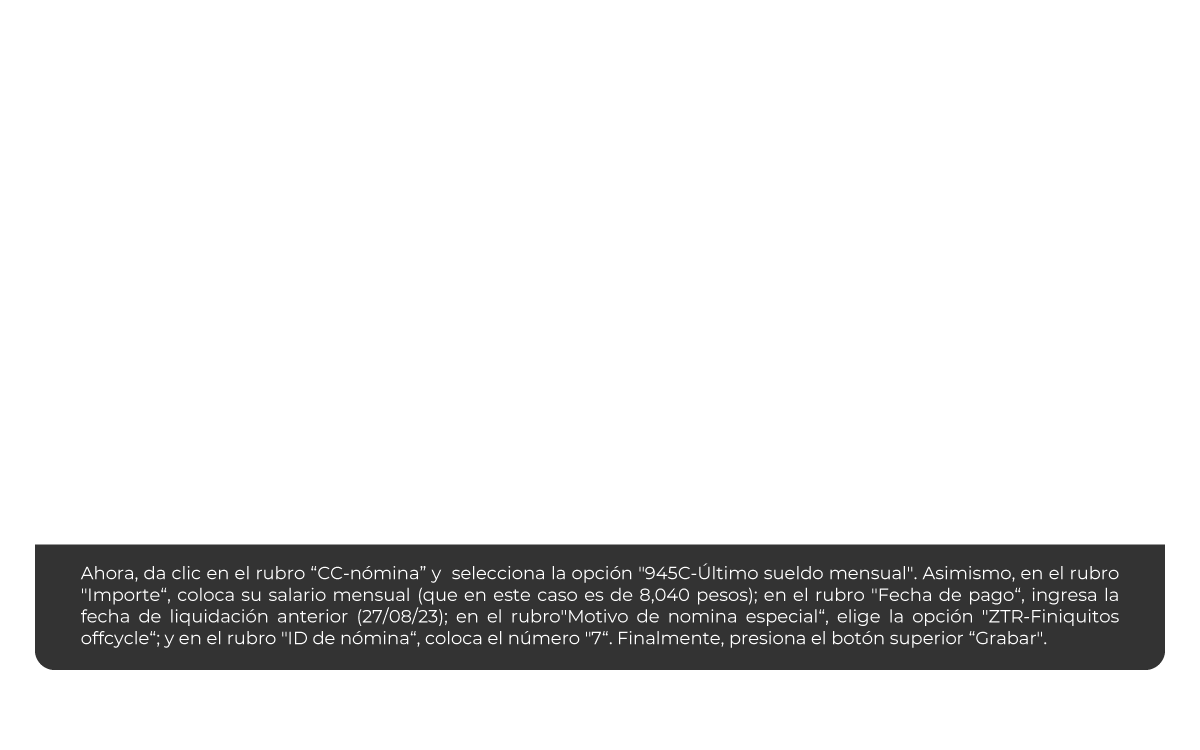 Ahora, da clic en el rubro “CC-nómina” y  selecciona la opción "945C-Último sueldo mensual". Asimismo, en el rubro
"Importe“, coloca su salario mensual (que en este caso es de 8,040 pesos); en el rubro "Fecha de pago“, ingresa la
fecha de liquidación anterior (27/08/23); en el rubro"Motivo de nomina especial“, elige la opción "ZTR-Finiquitos
offcycle“; y en el rubro "ID de nómina“, coloca el número "7“. Finalmente, presiona el botón superior “Grabar".